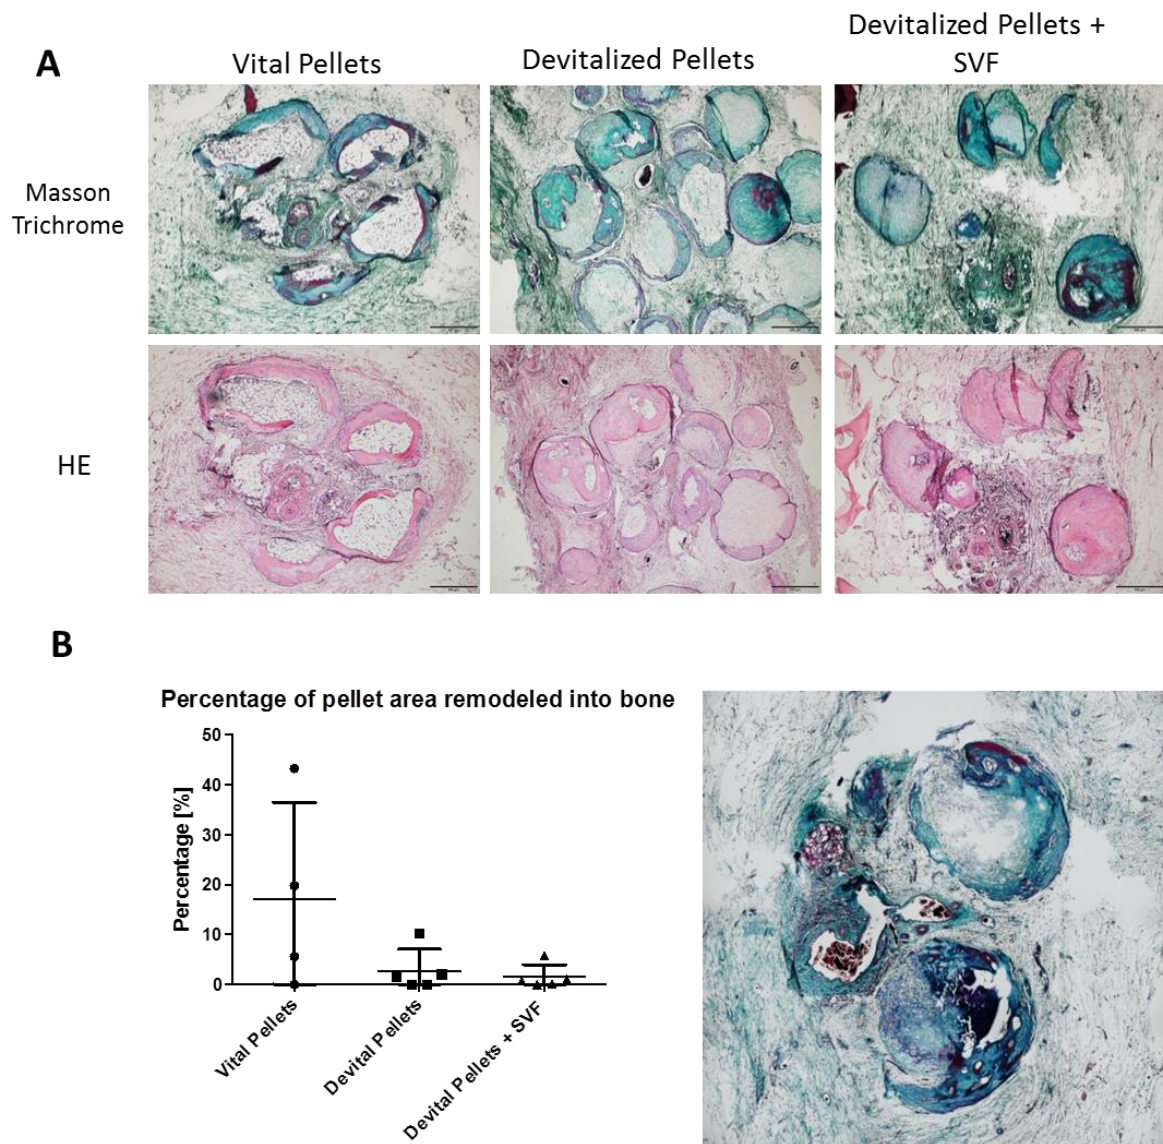 A
Vital Pellets
Devitalized Pellets
Devitalized Pellets +
SVF
Masson
Trichrome
HE
B
Percentage of pellet area remodeled into bone
Percentage [%]
50
40
30
20
10
0
Vital Pellets
Devital Pellets
Devital Pellets + SVF